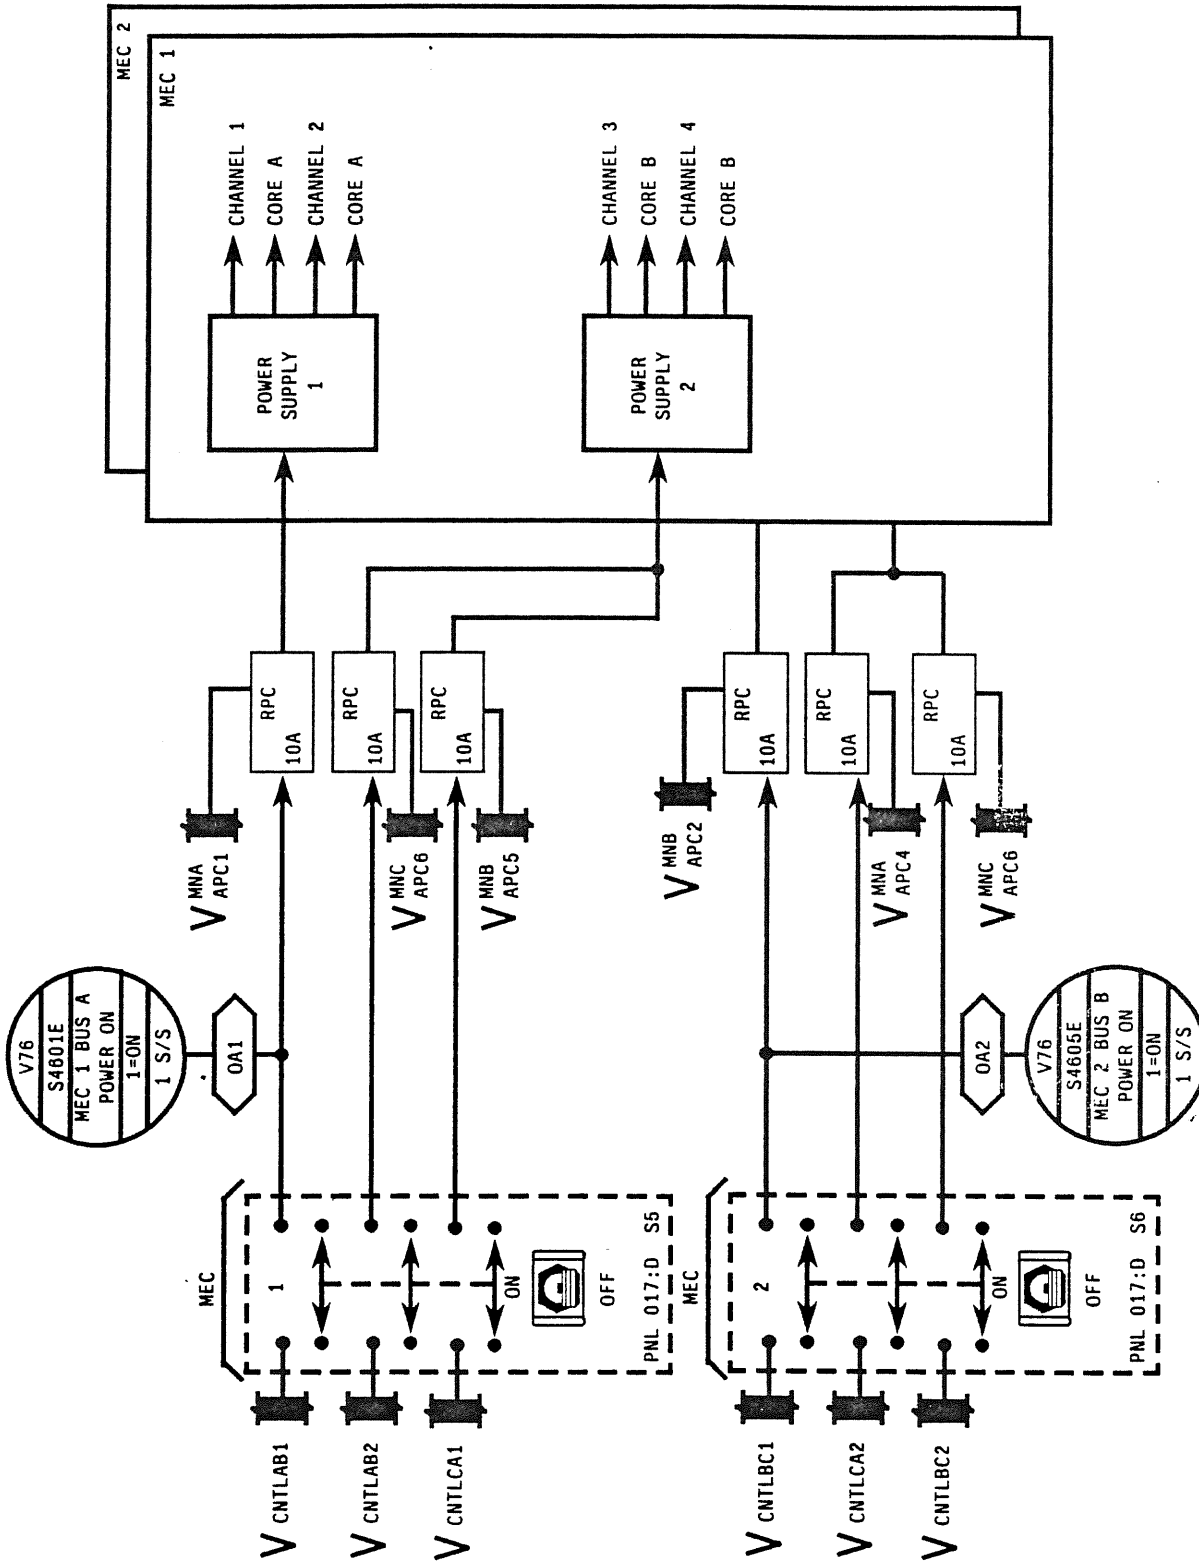 MEC 2
MEC 1
CHANNEL 1
CORE A
CHANNEL 2
CORE A
POWER
SUPPLY
1
CHANNEL 3
CORE B
CHANNEL 4
CORE B
POWER
SUPPLY
2
RPC
10A
RPC
10A
RPC
10A
RPC
10A
RPC
10A
RPC
10A
V MNA
APC1
V MNC
APC6
V MNB
APC5
V MNB
APC2
V MNA
APC4
V MNC
APC6
V76
S4601E
MEC 1 BUS A
POWER ON
1=ON
1 S/S
OA1
V76
S4605E
MEC 2 BUS B
POWER ON
1=ON
1 S/S
OA2
MEC
1
ON
OFF
PNL O17:D S5
MEC
2
ON
OFF
PNL O17:D S6
V CNTLAB1
V CNTLAB2
V CNTLCA1
V CNTLBC1
V CNTLCA2
V CNTLBC2